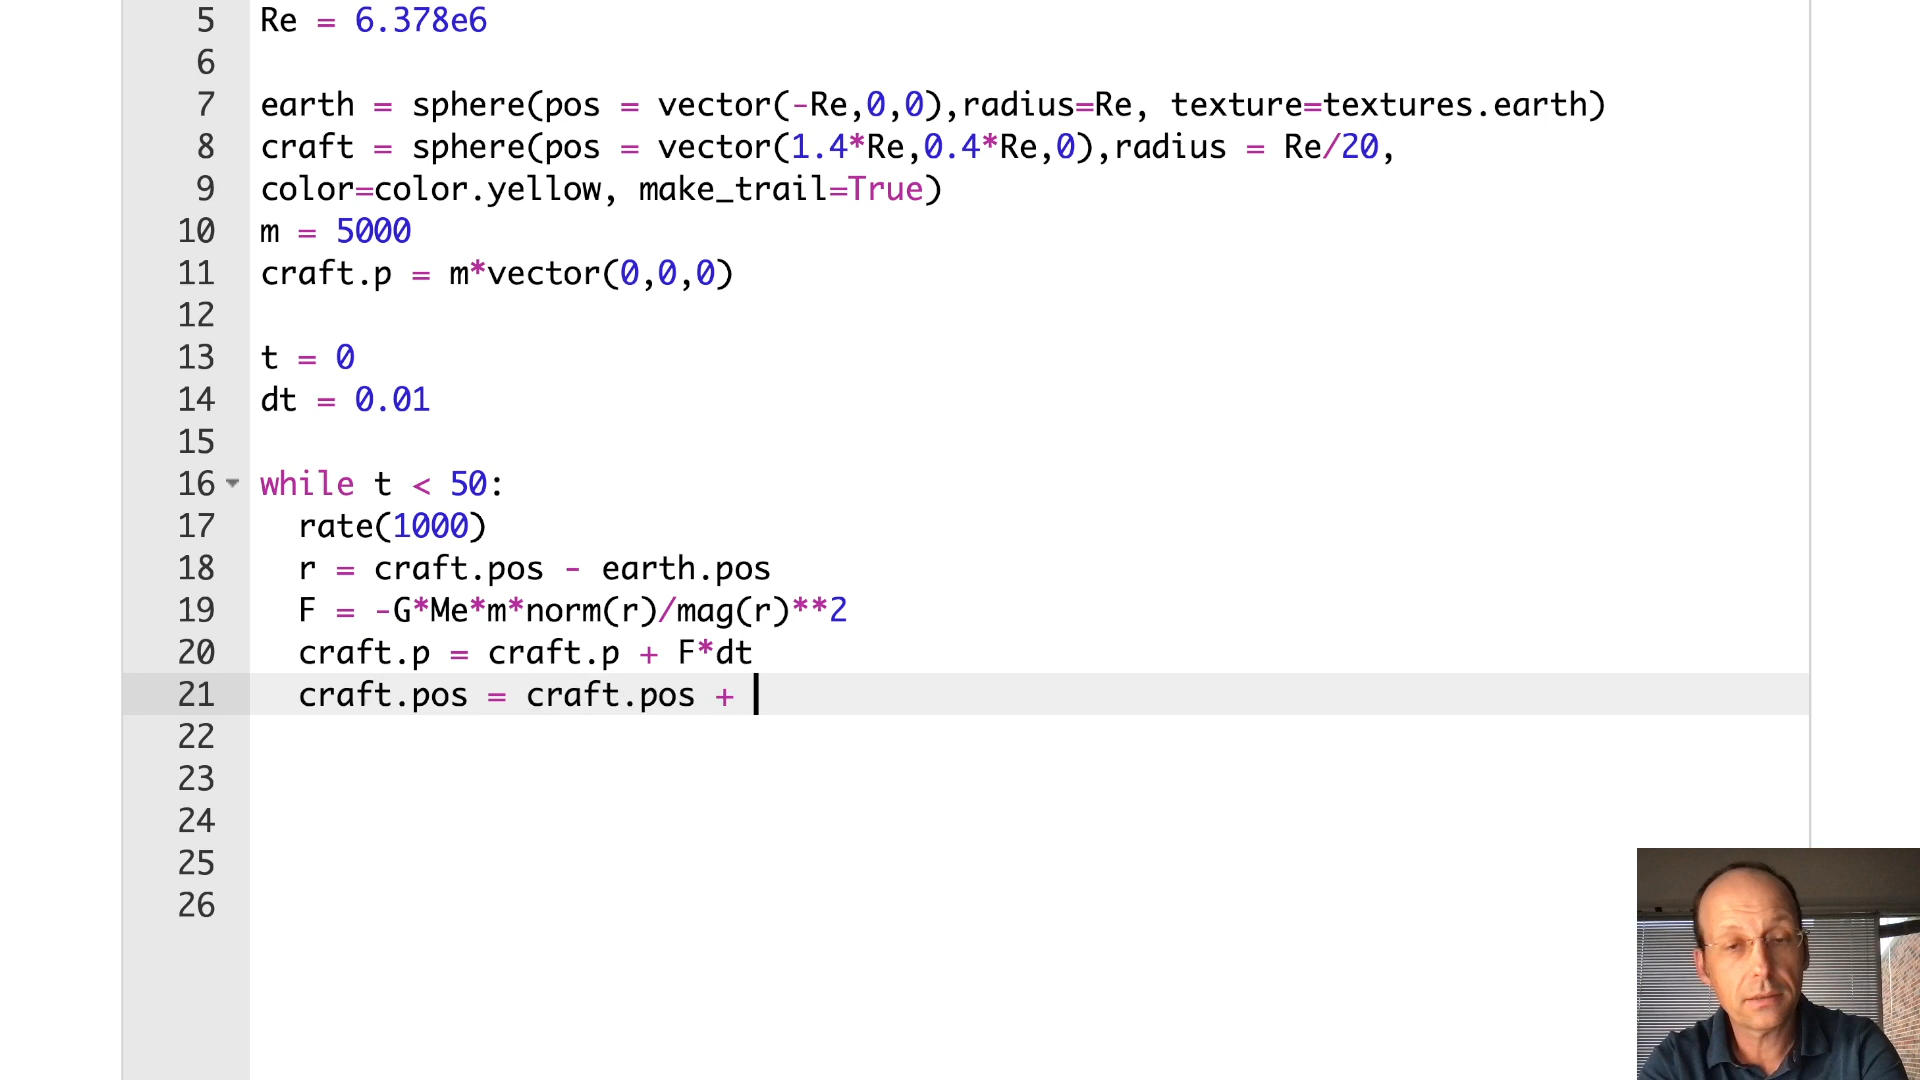 5 Re = 6.378e6
6
7 earth = sphere(pos = vector(-Re,0,0),radius=Re, texture=textures.earth)
8 craft = sphere(pos = vector(1.4*Re,0.4*Re,0),radius = Re/20,
9 color=color.yellow, make_trail=True)
10 m = 5000
11 craft.p = m*vector(0,0,0)
12
13 t = 0
14 dt = 0.01
15
16 while t < 50:
17   rate(1000)
18   r = craft.pos - earth.pos
19   F = -G*Me*m*norm(r)/mag(r)**2
20   craft.p = craft.p + F*dt
21   craft.pos = craft.pos +
22
23
24
25
26